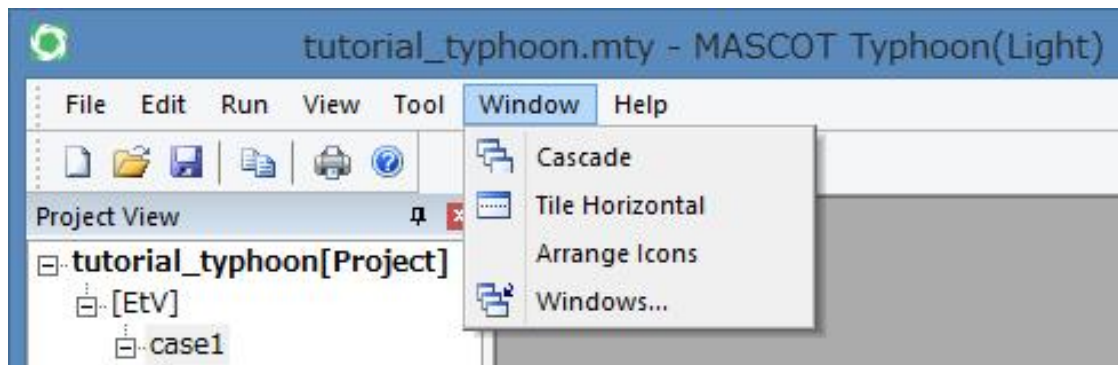 tutorial_typhoon.mty - MASCOT Typhoon(Light)
File Edit Run View Tool Window Help
Cascade
Tile Horizontal
Arrange Icons
Windows...
Project View
tutorial_typhoon[Project]
[EtV]
case1